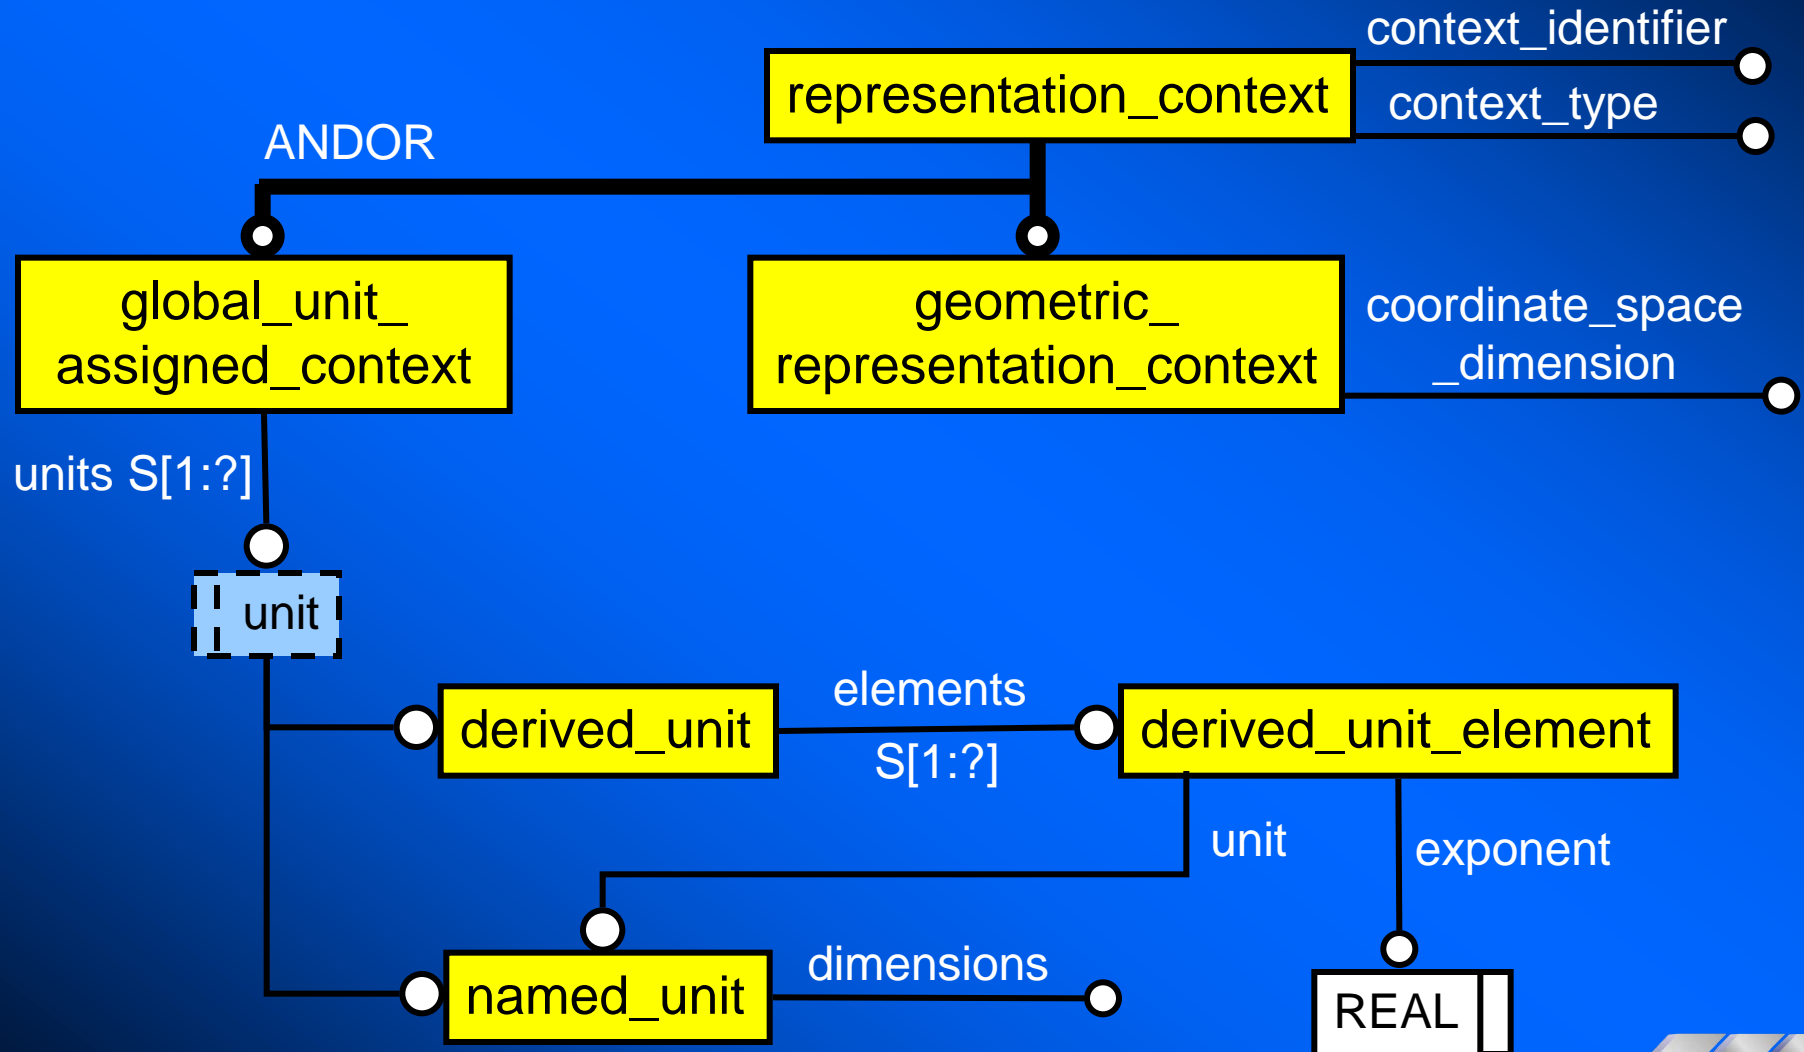 context_identifier
representation_context
context_type
ANDOR
global_unit_
assigned_context
geometric_
representation_context
coordinate_space
_dimension
units S[1:?]
unit
derived_unit
elements
S[1:?]
derived_unit_element
unit
exponent
named_unit
dimensions
REAL